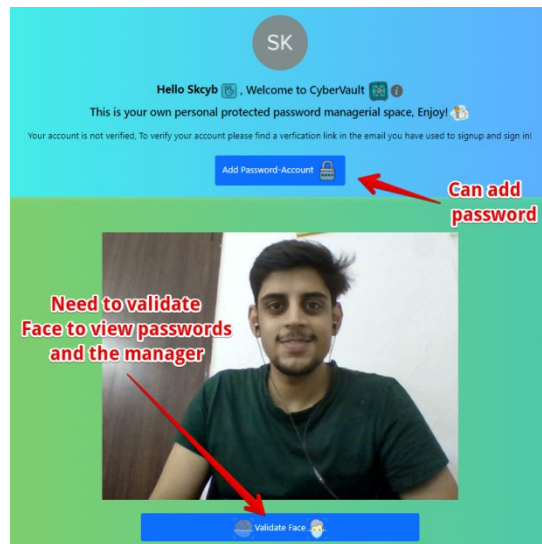 SK
Hello Skcyb , Welcome to CyberVault
This is your own personal protected password managerial space, Enjoy!
Your account is not verified, To verify your account please find a verfication link in the email you have used to signup and sign in!
Add Password-Account
Can add
password
Need to validate
Face to view passwords
and the manager
Validate Face